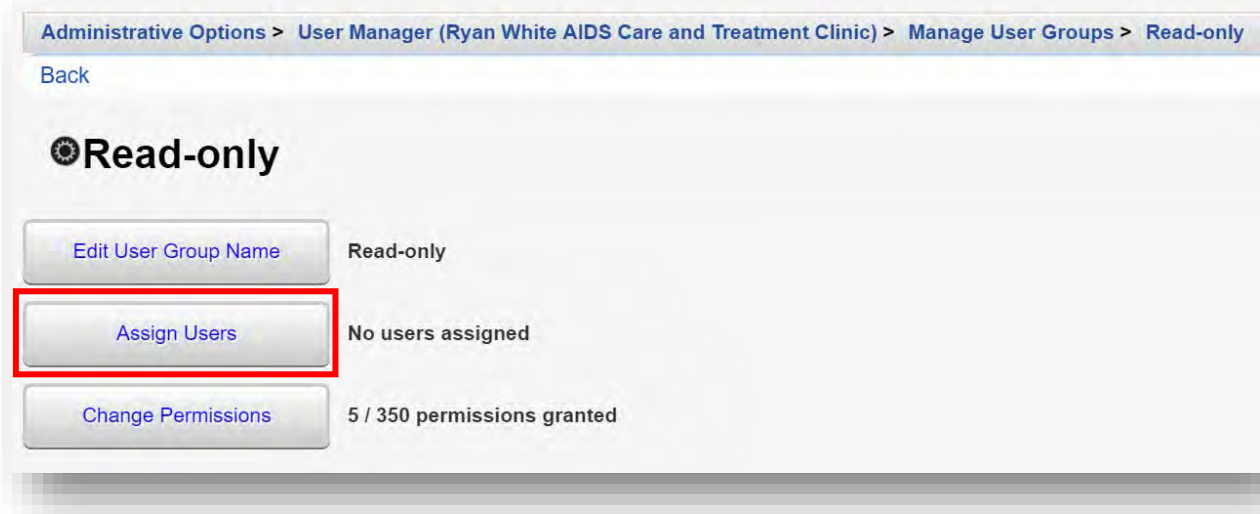 Administrative Options > User Manager (Ryan White AIDS Care and Treatment Clinic) > Manage User Groups > Read-only
Back
Read-only
Edit User Group Name Read-only
Assign Users No users assigned
Change Permissions 5 / 350 permissions granted